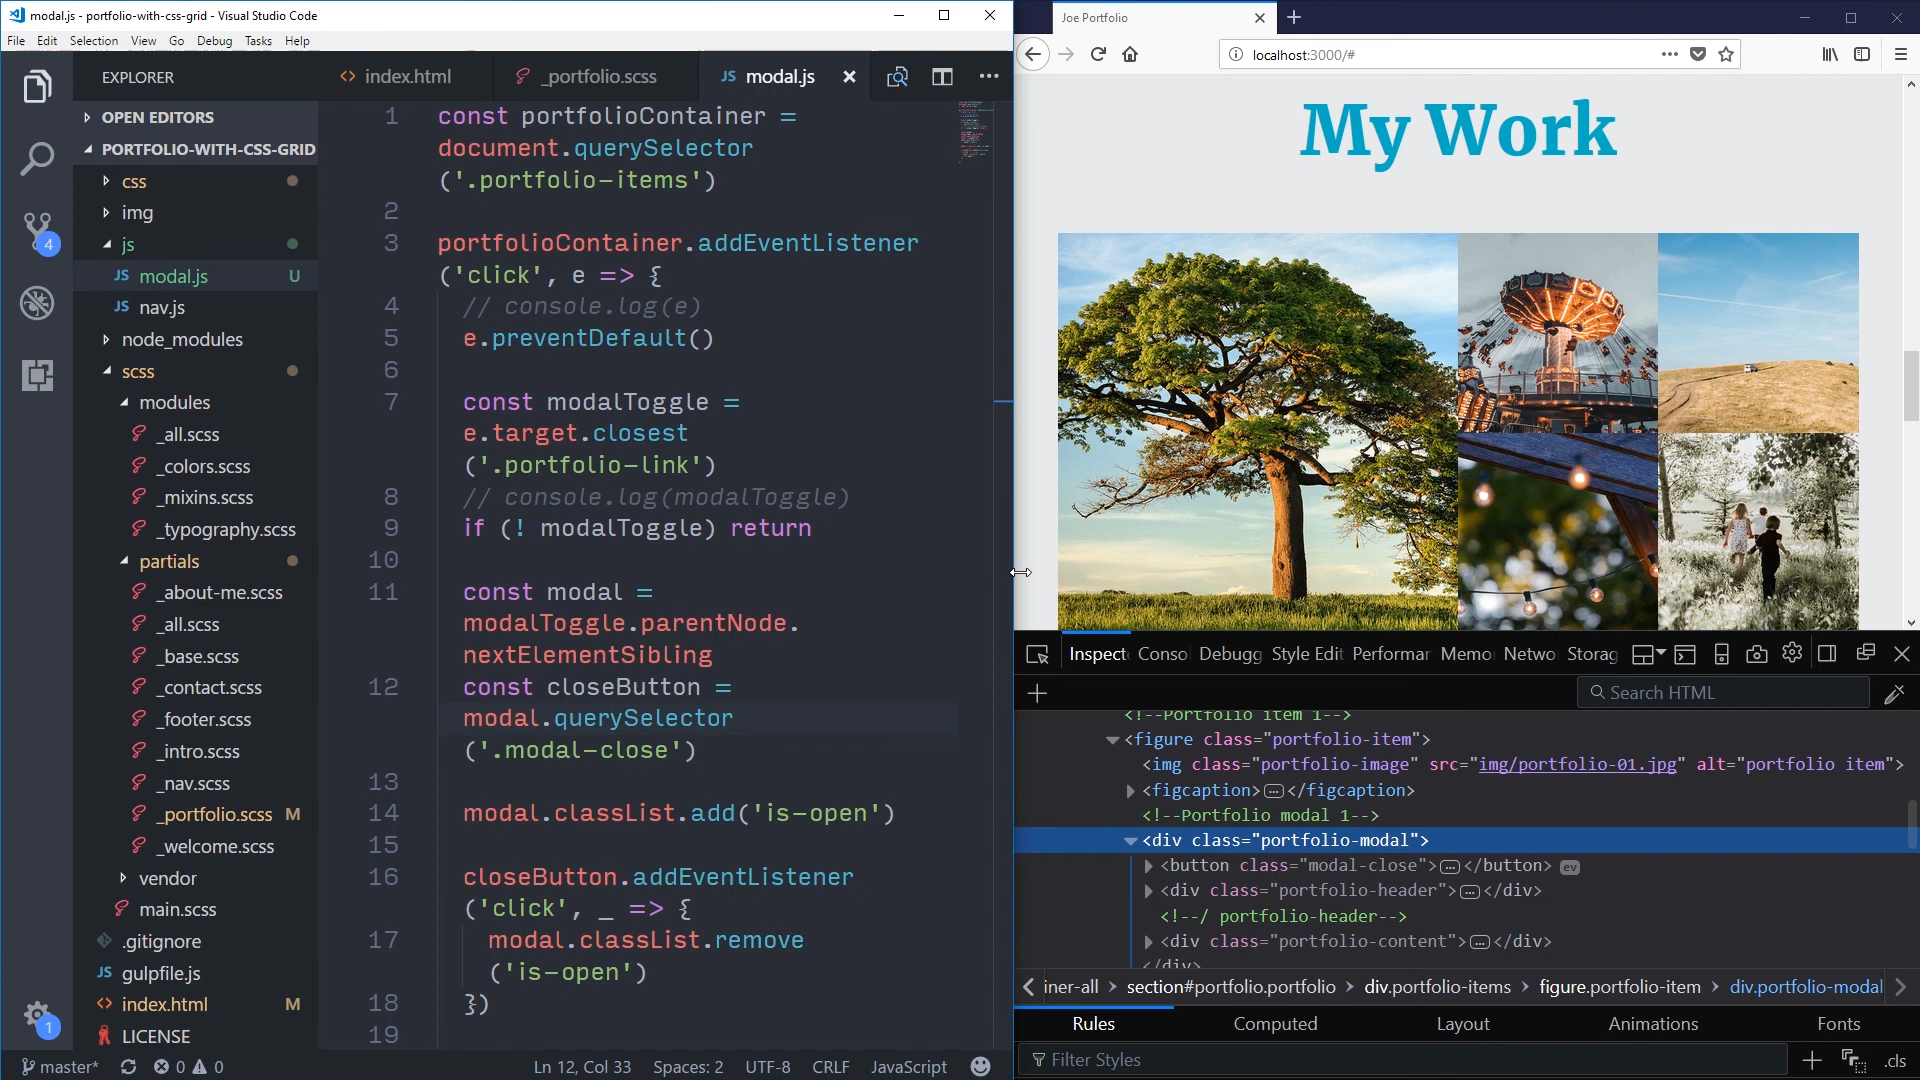 modal.js - portfolio-with-css-grid - Visual Studio Code
File Edit Selection View Go Debug Tasks Help
EXPLORER
OPEN EDITORS
PORTFOLIO-WITH-CSS-GRID
css
img
js
JS modal.js U
JS nav.js
node_modules
scss
modules
_all.scss
_colors.scss
_mixins.scss
_typography.scss
partials
_about-me.scss
_all.scss
_base.scss
_contact.scss
_footer.scss
_intro.scss
_nav.scss
_portfolio.scss M
_welcome.scss
vendor
main.scss
.gitignore
JS gulpfile.js
<> index.html M
LICENSE
4
1
<> index.html
_portfolio.scss
JS modal.js
1 const portfolioContainer =
document.querySelector
('.portfolio-items')
2
3 portfolioContainer.addEventListener
('click', e => {
4 // console.log(e)
5 e.preventDefault()
6
7 const modalToggle =
e.target.closest
('.portfolio-link')
8 // console.log(modalToggle)
9 if (! modalToggle) return
10
11 const modal =
modalToggle.parentNode.
nextElementSibling
12 const closeButton =
modal.querySelector
('.modal-close')
13
14 modal.classList.add('is-open')
15
16 closeButton.addEventListener
('click', _ => {
17 modal.classList.remove
('is-open')
18 })
19
master* 0 0 Ln 12, Col 33 Spaces: 2 UTF-8 CRLF JavaScript
Joe Portfolio
localhost:3000/#
My Work
Inspect Conso Debugg Style Edit Performar Memo Netwo Storag
Search HTML
<!--Portfolio item 1-->
<figure class="portfolio-item">
<img class="portfolio-image" src="img/portfolio-01.jpg" alt="portfolio item">
<figcaption>…</figcaption>
<!--Portfolio modal 1-->
<div class="portfolio-modal">
<button class="modal-close">…</button> ev
<div class="portfolio-header">…</div>
<!--/ portfolio-header-->
<div class="portfolio-content">…</div>
</div>
iner-all > section#portfolio.portfolio > div.portfolio-items > figure.portfolio-item > div.portfolio-modal
Rules Computed Layout Animations Fonts
Filter Styles .cls